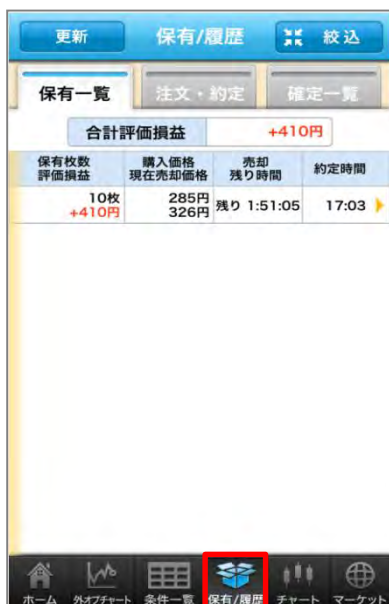 更新 保有/履歴 絞込
保有一覧 注文・約定 確定一覧
合計評価損益 +410円
保有枚数 購入価格 売却 約定時間
評価損益 現在売却価格 残り時間
10枚 285円 残り 1:51:05 17:03
+410円 326円
ホーム 外オプチャート 条件一覧 保有/履歴 チャート マーケット